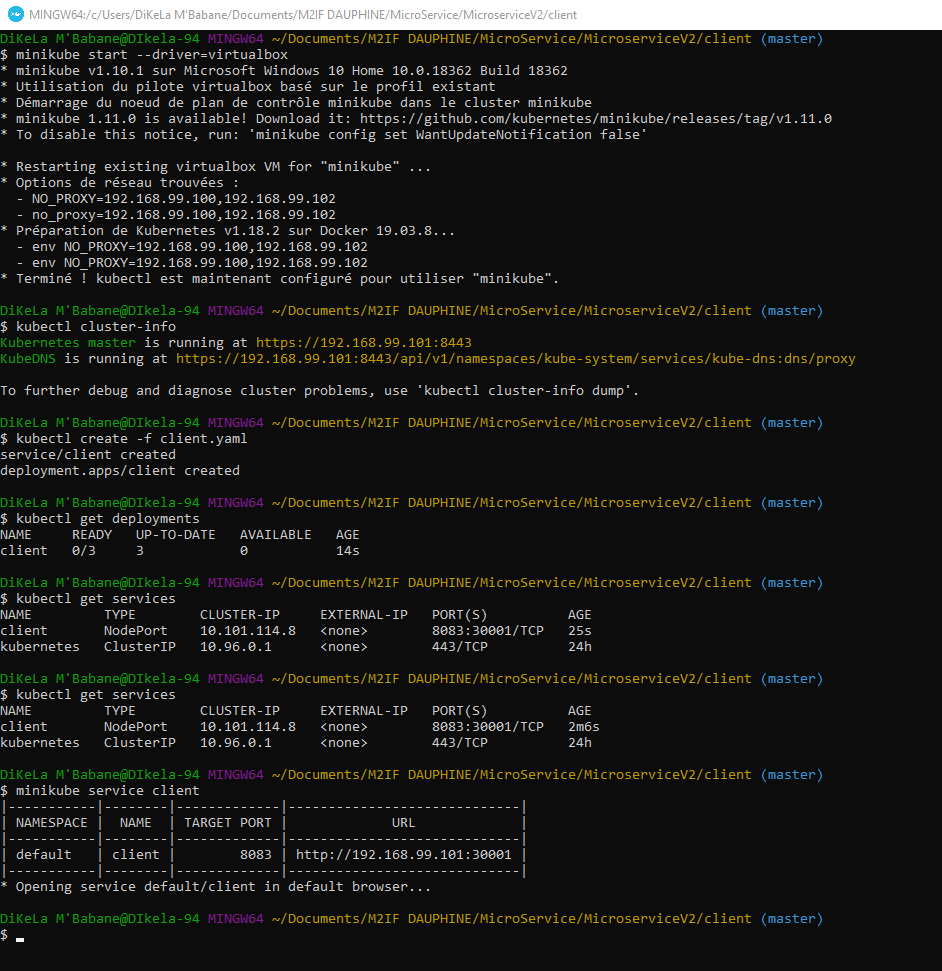 MINGW64:/c/Users/DiKeLa M'Babane/Documents/M2IF DAUPHINE/MicroService/MicroserviceV2/client
DiKeLa M'Babane@DIkela-94 MINGW64 ~/Documents/M2IF DAUPHINE/MicroService/MicroserviceV2/client (master)
$ minikube start --driver=virtualbox
* minikube v1.10.1 sur Microsoft Windows 10 Home 10.0.18362 Build 18362
* Utilisation du pilote virtualbox basé sur le profil existant
* Démarrage du noeud de plan de contrôle minikube dans le cluster minikube
* minikube 1.11.0 is available! Download it: https://github.com/kubernetes/minikube/releases/tag/v1.11.0
* To disable this notice, run: 'minikube config set WantUpdateNotification false'
* Restarting existing virtualbox VM for "minikube" ...
* Options de réseau trouvées :
  - NO_PROXY=192.168.99.100,192.168.99.102
  - no_proxy=192.168.99.100,192.168.99.102
* Préparation de Kubernetes v1.18.2 sur Docker 19.03.8...
  - env NO_PROXY=192.168.99.100,192.168.99.102
  - env NO_PROXY=192.168.99.100,192.168.99.102
* Terminé ! kubectl est maintenant configuré pour utiliser "minikube".
DiKeLa M'Babane@DIkela-94 MINGW64 ~/Documents/M2IF DAUPHINE/MicroService/MicroserviceV2/client (master)
$ kubectl cluster-info
Kubernetes master is running at https://192.168.99.101:8443
KubeDNS is running at https://192.168.99.101:8443/api/v1/namespaces/kube-system/services/kube-dns:dns/proxy
To further debug and diagnose cluster problems, use 'kubectl cluster-info dump'.
DiKeLa M'Babane@DIkela-94 MINGW64 ~/Documents/M2IF DAUPHINE/MicroService/MicroserviceV2/client (master)
$ kubectl create -f client.yaml
service/client created
deployment.apps/client created
DiKeLa M'Babane@DIkela-94 MINGW64 ~/Documents/M2IF DAUPHINE/MicroService/MicroserviceV2/client (master)
$ kubectl get deployments
NAME     READY   UP-TO-DATE   AVAILABLE   AGE
client   0/3     3            0           14s
DiKeLa M'Babane@DIkela-94 MINGW64 ~/Documents/M2IF DAUPHINE/MicroService/MicroserviceV2/client (master)
$ kubectl get services
NAME         TYPE        CLUSTER-IP     EXTERNAL-IP   PORT(S)          AGE
client       NodePort    10.101.114.8   <none>        8083:30001/TCP   25s
kubernetes   ClusterIP   10.96.0.1      <none>        443/TCP          24h
DiKeLa M'Babane@DIkela-94 MINGW64 ~/Documents/M2IF DAUPHINE/MicroService/MicroserviceV2/client (master)
$ kubectl get services
NAME         TYPE        CLUSTER-IP     EXTERNAL-IP   PORT(S)          AGE
client       NodePort    10.101.114.8   <none>        8083:30001/TCP   2m6s
kubernetes   ClusterIP   10.96.0.1      <none>        443/TCP          24h
DiKeLa M'Babane@DIkela-94 MINGW64 ~/Documents/M2IF DAUPHINE/MicroService/MicroserviceV2/client (master)
$ minikube service client
|-----------|--------|-------------|-----------------------------|
| NAMESPACE |  NAME  | TARGET PORT |             URL             |
|-----------|--------|-------------|-----------------------------|
| default   | client |        8083 | http://192.168.99.101:30001 |
|-----------|--------|-------------|-----------------------------|
* Opening service default/client in default browser...
DiKeLa M'Babane@DIkela-94 MINGW64 ~/Documents/M2IF DAUPHINE/MicroService/MicroserviceV2/client (master)
$